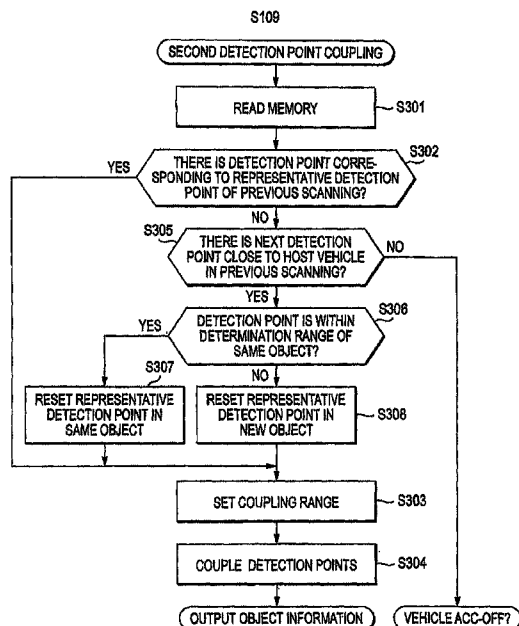 S109
SECOND DETECTION POINT COUPLING
READ MEMORY
S301
S302
YES
THERE IS DETECTION POINT CORRE-
SPONDING TO REPRESENTATIVE DETECTION
POINT OF PREVIOUS SCANNING?
NO
S305
THERE IS NEXT DETECTION
POINT CLOSE TO HOST VEHICLE
IN PREVIOUS SCANNING?
NO
YES
S306
YES
DETECTION POINT IS WITHIN
DETERMINATION RANGE OF
SAME OBJECT?
S307
NO
RESET REPRESENTATIVE
DETECTION POINT IN
SAME OBJECT
RESET REPRESENTATIVE
DETECTION POINT IN
NEW OBJECT
S308
SET COUPLING RANGE
S303
COUPLE DETECTION POINTS
S304
OUTPUT OBJECT INFORMATION
VEHICLE ACC-OFF?